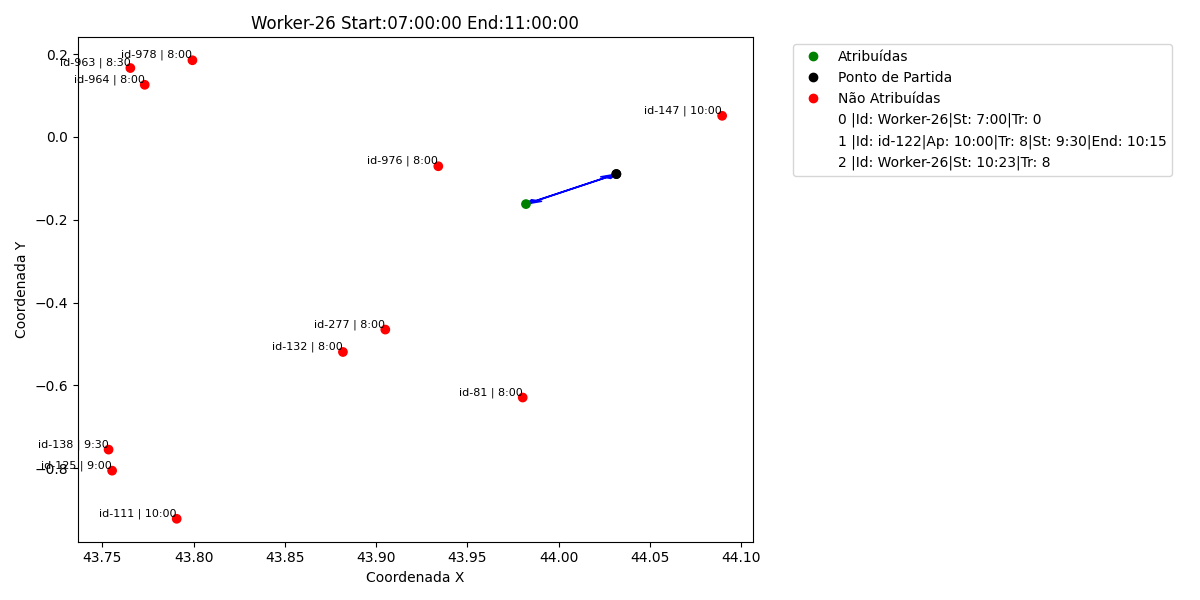 Worker-26 Start:07:00:00 End:11:00:00
Coordenada Y
0.2
0.0
−0.2
−0.4
−0.6
−0.8
id-978 | 8:00
id-963 | 8:30
id-964 | 8:00
id-147 | 10:00
id-976 | 8:00
id-277 | 8:00
id-132 | 8:00
id-81 | 8:00
id-138 | 9:30
id-125 | 9:00
id-111 | 10:00
43.75 43.80 43.85 43.90 43.95 44.00 44.05 44.10
Coordenada X
Atribuídas
Ponto de Partida
Não Atribuídas
0 |Id: Worker-26|St: 7:00|Tr: 0
1 |Id: id-122|Ap: 10:00|Tr: 8|St: 9:30|End: 10:15
2 |Id: Worker-26|St: 10:23|Tr: 8